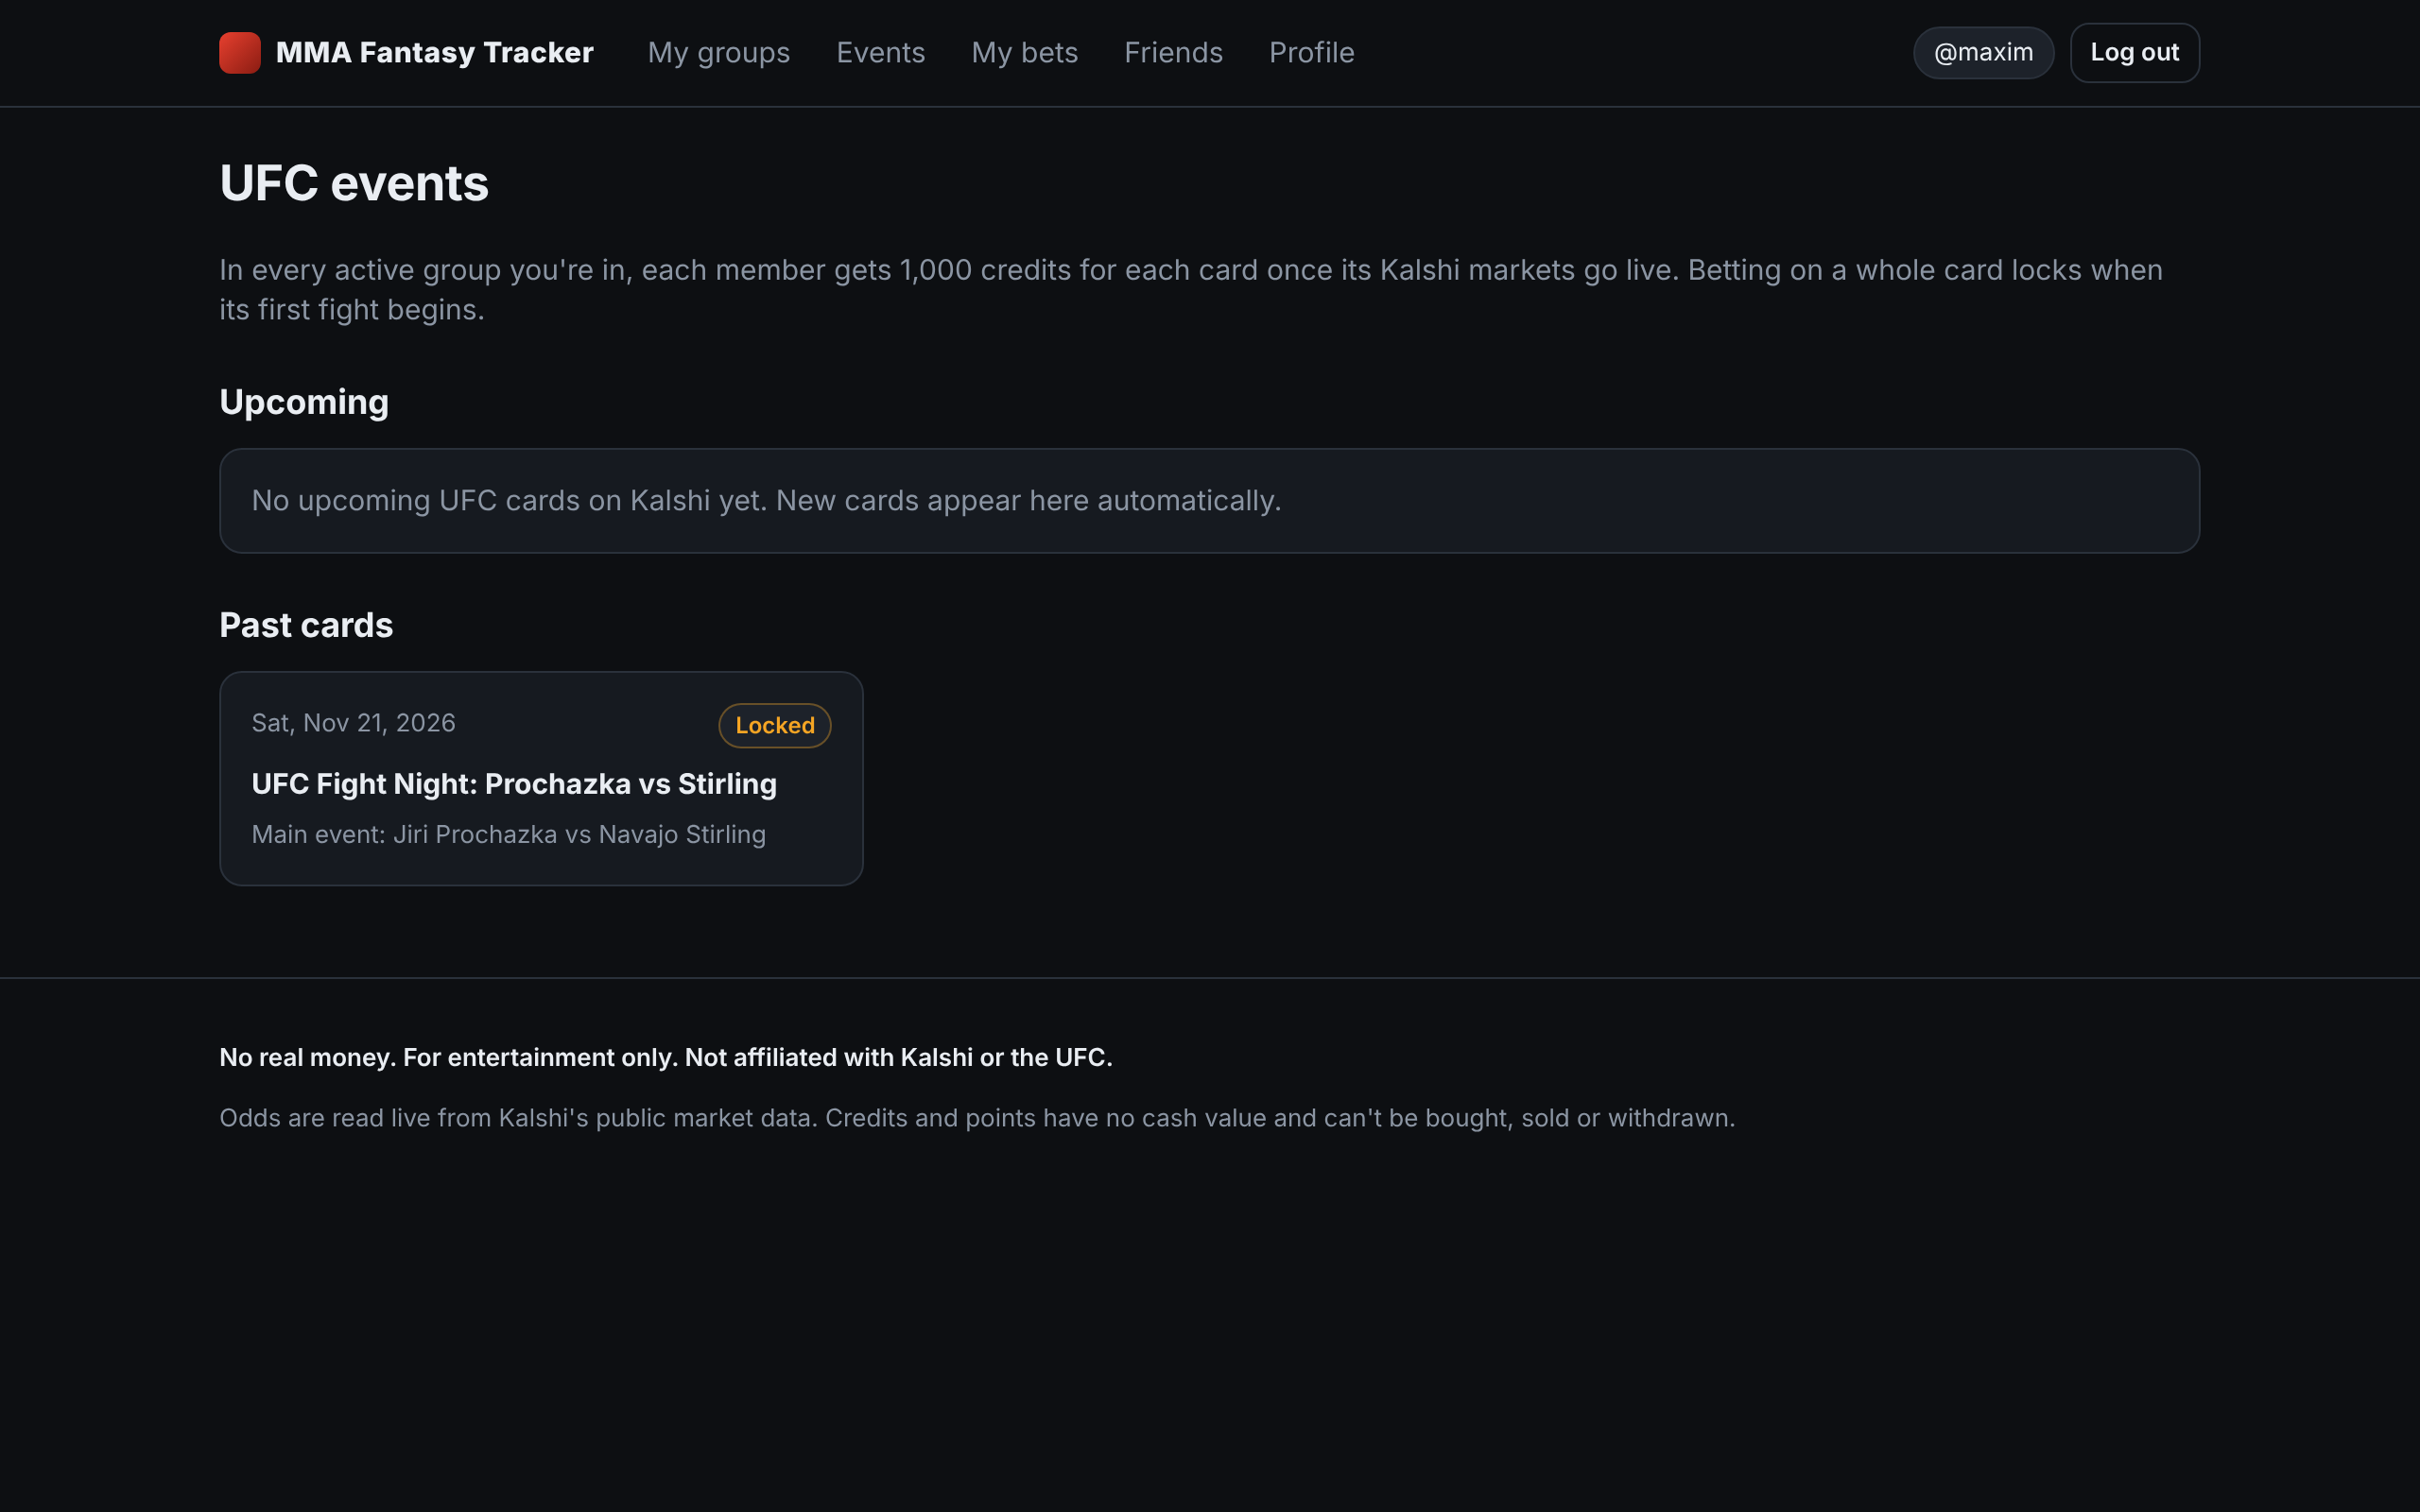 MMA Fantasy Tracker
My groups
Events
My bets
Friends
Profile
@maxim
Log out
UFC events
In every active group you're in, each member gets 1,000 credits for each card once its Kalshi markets go live. Betting on a whole card locks when
its first fight begins.
Upcoming
No upcoming UFC cards on Kalshi yet. New cards appear here automatically.
Past cards
Sat, Nov 21, 2026
Locked
UFC Fight Night: Prochazka vs Stirling
Main event: Jiri Prochazka vs Navajo Stirling
No real money. For entertainment only. Not affiliated with Kalshi or the UFC.
Odds are read live from Kalshi's public market data. Credits and points have no cash value and can't be bought, sold or withdrawn.